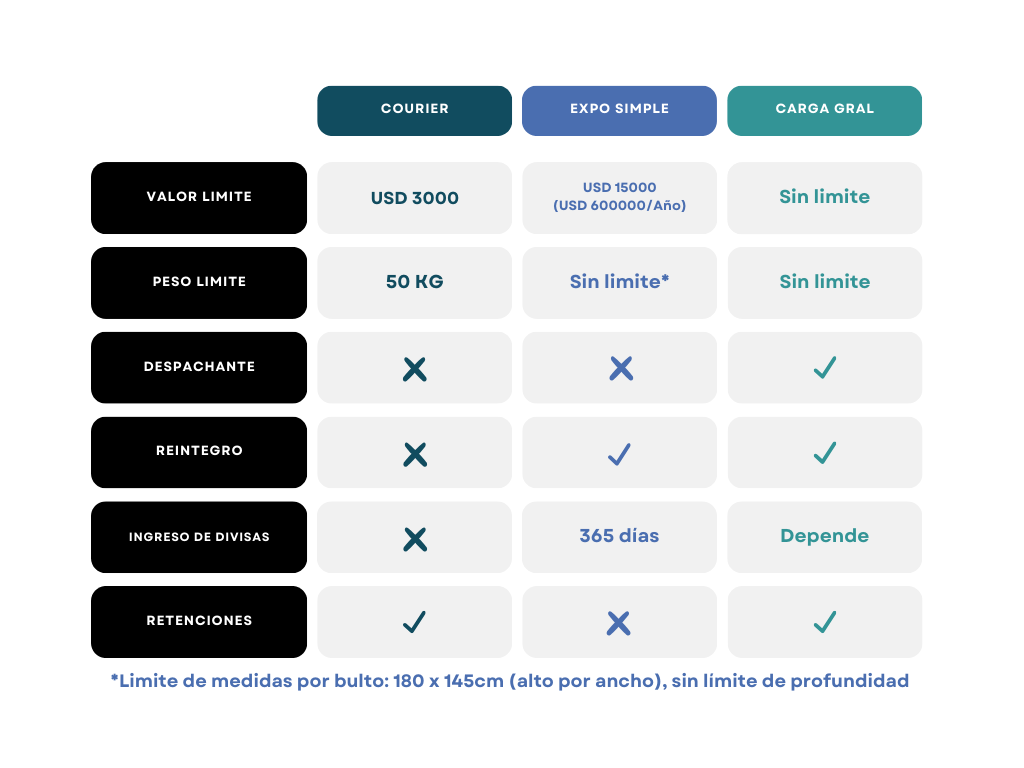 COURIER
EXPO SIMPLE
CARGA GRAL
VALOR LIMITE
USD 3000
USD 15000
(USD 600000/Año)
Sin limite
PESO LIMITE
50 KG
Sin limite*
Sin limite
DESPACHANTE
REINTEGRO
INGRESO DE DIVISAS
365 días
Depende
RETENCIONES
*Limite de medidas por bulto: 180 x 145cm (alto por ancho), sin límite de profundidad